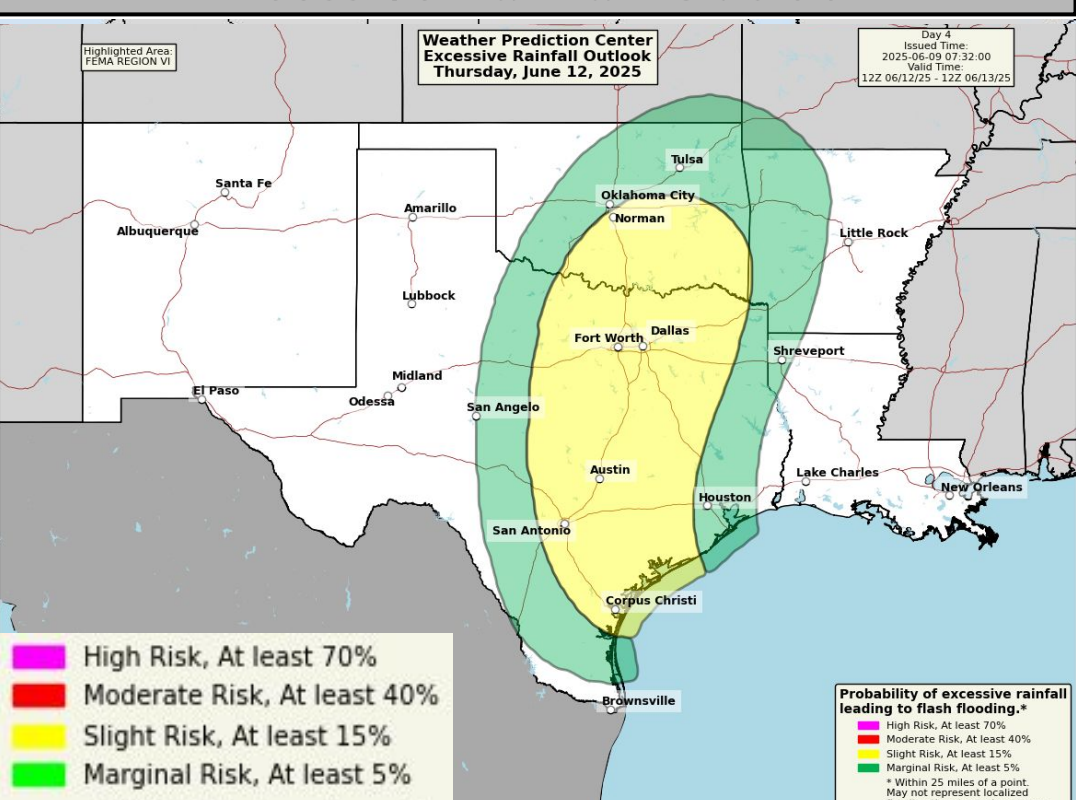 Highlighted Area:
FEMA REGION VI
Weather Prediction Center
Excessive Rainfall Outlook
Thursday, June 12, 2025
Day 4
Issued Time:
2025-06-09 07:32:00
Valid Time:
12Z 06/12/25 - 12Z 06/13/25
Tulsa
Santa Fe
Oklahoma City
Amarillo
Norman
Albuquerque
Little Rock
Lubbock
Dallas
Fort Worth
Shreveport
Midland
El Paso
Odessa
San Angelo
Austin
Lake Charles
New Orleans
Houston
San Antonio
Corpus Christi
Brownsville
High Risk, At least 70%
Moderate Risk, At least 40%
Slight Risk, At least 15%
Marginal Risk, At least 5%
Probability of excessive rainfall
leading to flash flooding.*
High Risk, At least 70%
Moderate Risk, At least 40%
Slight Risk, At least 15%
Marginal Risk, At least 5%
* Within 25 miles of a point.
May not represent localized